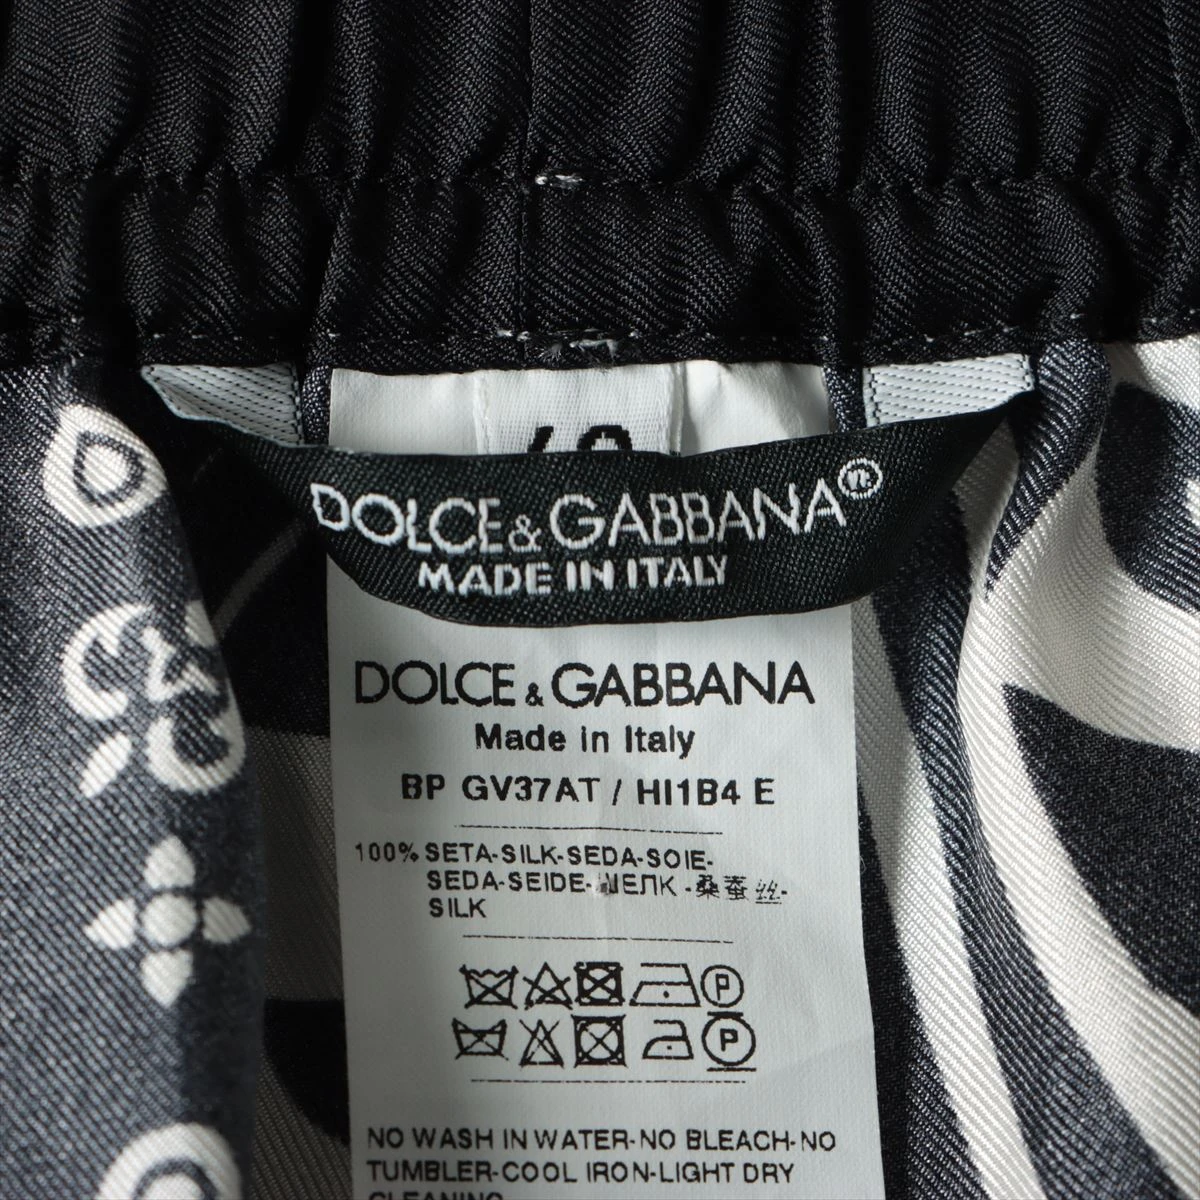 DOLCE & GABBANA®
MADE IN ITALY
DOLCE & GABBANA
Made in Italy
BP GV37AT / HI1B4 E
100% SETA-SILK-SEDA-SOIE-
SEDA-SEIDE-ШЕЛК -桑蚕丝-
SILK
P
P
NO WASH IN WATER-NO BLEACH-NO
TUMBLER-COOL IRON-LIGHT DRY
CLEANING